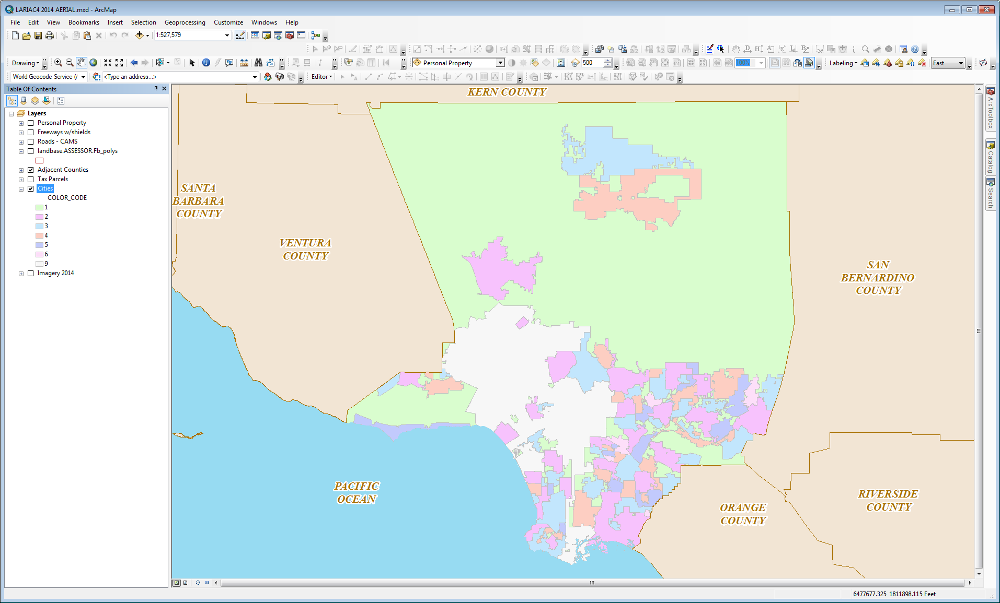 LARIAC4 2014 AERIAL.mxd - ArcMap
File Edit View Bookmarks Insert Selection Geoprocessing Customize Windows Help
1:527,579
Drawing
Personal Property
500
100%
Labeling
Fast
World Geocode Service (A
<Type an address...>
Editor
Table Of Contents
Layers
Personal Property
Freeways w/shields
Roads - CAMS
landbase.ASSESSOR.Fb_polys
Adjacent Counties
Tax Parcels
Cities
COLOR_CODE
1
2
3
4
5
6
9
Imagery 2014
KERN COUNTY
SANTA
BARBARA
COUNTY
VENTURA
COUNTY
SAN
BERNARDINO
COUNTY
PACIFIC
OCEAN
ORANGE
COUNTY
RIVERSIDE
COUNTY
ArcToolbox
Catalog
Search
6477677.325 1811898.115 Feet